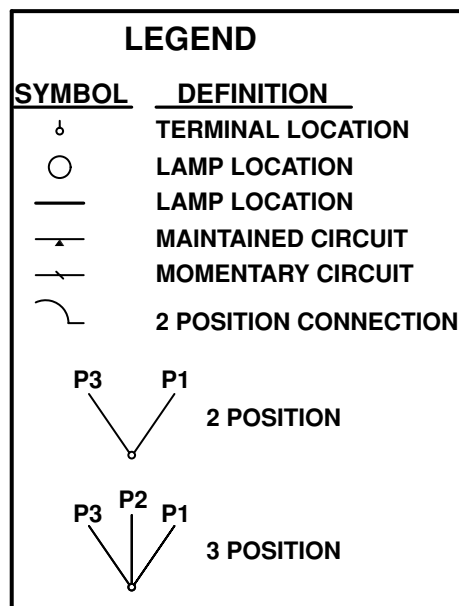 LEGEND
SYMBOL DEFINITION
TERMINAL LOCATION
LAMP LOCATION
LAMP LOCATION
MAINTAINED CIRCUIT
MOMENTARY CIRCUIT
2 POSITION CONNECTION
P3 P1
2 POSITION
P3 P2 P1
3 POSITION